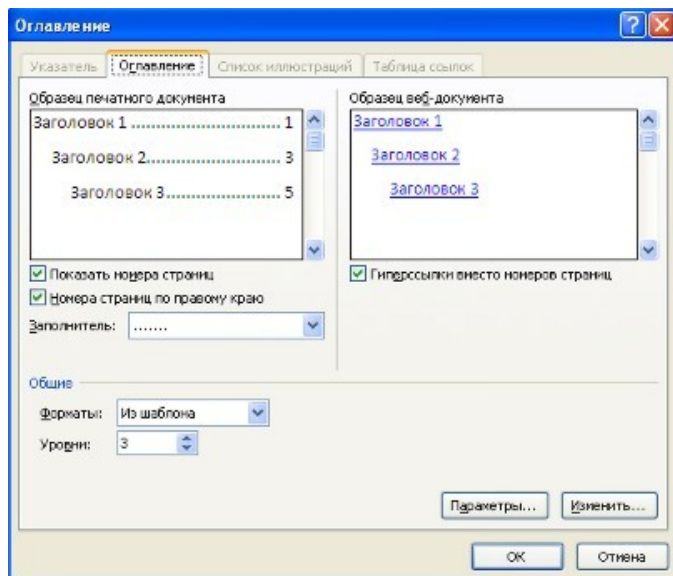 Оглавление
Указатель Оглавление Список иллюстраций Таблица ссылок
Образец печатного документа
Заголовок 1 ................................ 1
Заголовок 2............................ 3
Заголовок 3......................... 5
Образец веб-документа
Заголовок 1
Заголовок 2
Заголовок 3
Показать номера страниц
Номера страниц по правому краю
Заполнитель: .......
Гиперссылки вместо номеров страниц
Общие
Форматы: Из шаблона
Уровни: 3
Параметры... Изменить...
ОК Отмена